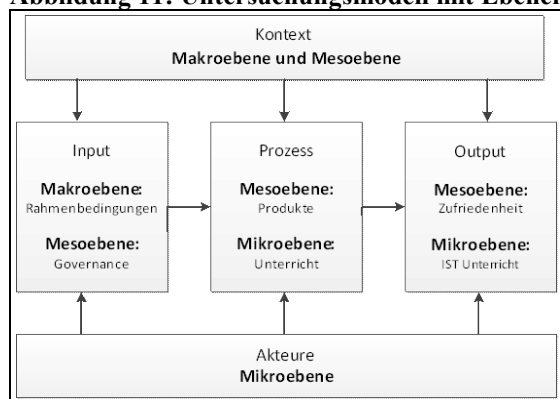 Abbildung 11: Untersuchungsmodell mit Ebenen
Kontext
Makroebene und Mesoebene
Input
Makroebene:
Rahmenbedingungen
Mesoebene:
Governance
Prozess
Mesoebene:
Produkte
Mikroebene:
Unterricht
Output
Mesoebene:
Zufriedenheit
Mikroebene:
IST Unterricht
Akteure
Mikroebene